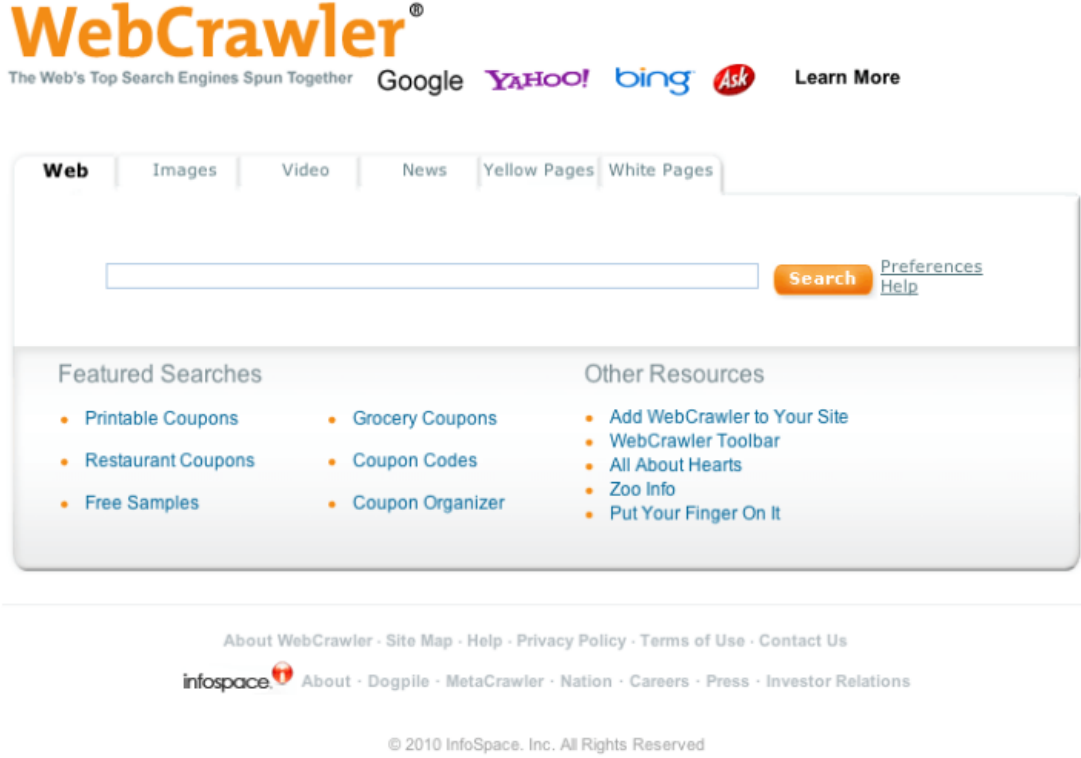 WebCrawler®
The Web's Top Search Engines Spun Together Google YAHOO! bing Ask Learn More
Web Images Video News Yellow Pages White Pages
Search Preferences
Help
Featured Searches
Printable Coupons Grocery Coupons
Restaurant Coupons Coupon Codes
Free Samples Coupon Organizer
Other Resources
Add WebCrawler to Your Site
WebCrawler Toolbar
All About Hearts
Zoo Info
Put Your Finger On It
About WebCrawler · Site Map · Help · Privacy Policy · Terms of Use · Contact Us
infospace. About · Dogpile · MetaCrawler · Nation · Careers · Press · Investor Relations
© 2010 InfoSpace. Inc. All Rights Reserved